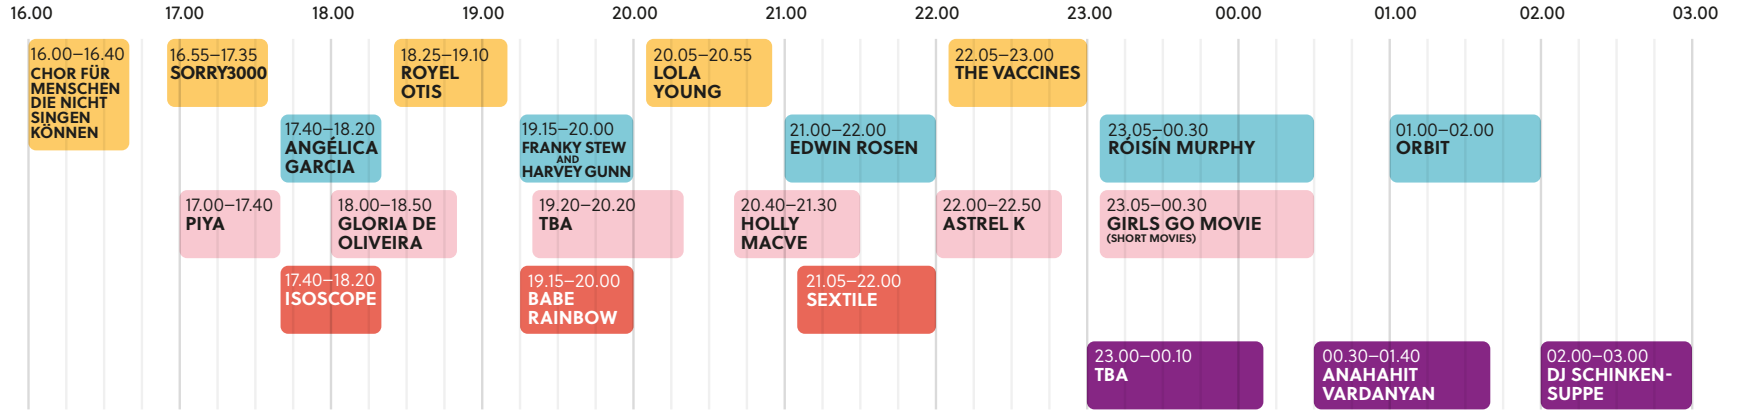 16.00 17.00 18.00 19.00 20.00 21.00 22.00 23.00 00.00 01.00 02.00 03.00
16.00–16.40
CHOR FÜR
MENSCHEN
DIE NICHT
SINGEN
KÖNNEN
16.55–17.35
SORRY3000
18.25–19.10
ROYEL
OTIS
20.05–20.55
LOLA
YOUNG
22.05–23.00
THE VACCINES
17.40–18.20
ANGÉLICA
GARCIA
19.15–20.00
FRANKY STEW
AND
HARVEY GUNN
21.00–22.00
EDWIN ROSEN
23.05–00.30
RÓISÍN MURPHY
01.00–02.00
ORBIT
17.00–17.40
PIYA
18.00–18.50
GLORIA DE
OLIVEIRA
19.20–20.20
TBA
20.40–21.30
HOLLY
MACVE
22.00–22.50
ASTREL K
23.05–00.30
GIRLS GO MOVIE
(SHORT MOVIES)
17.40–18.20
ISOSCOPE
19.15–20.00
BABE
RAINBOW
21.05–22.00
SEXTILE
23.00–00.10
TBA
00.30–01.40
ANAHAHIT
VARDANYAN
02.00–03.00
DJ SCHINKEN-
SUPPE